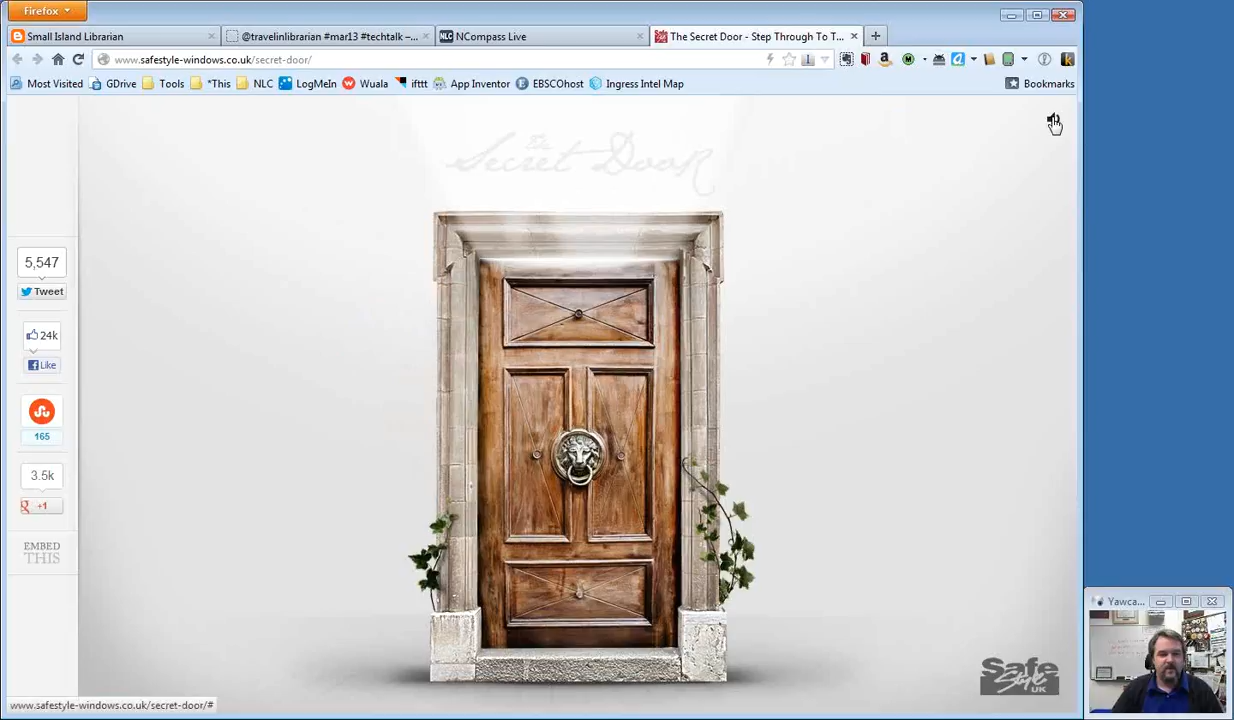 Firefox
Small Island Librarian
@travelinlibrarian #mar13 #techtalk –...
NLC NCompass Live
The Secret Door - Step Through To T...
www.safestyle-windows.co.uk/secret-door/
Most Visited GDrive Tools *This NLC LogMeIn Wuala ifttt App Inventor EBSCOhost Ingress Intel Map Bookmarks
The
Secret Door
5,547
Tweet
24k
Like
165
3.5k
+1
EMBED
THIS
Safe
Style
UK
Yawca...
www.safestyle-windows.co.uk/secret-door/#